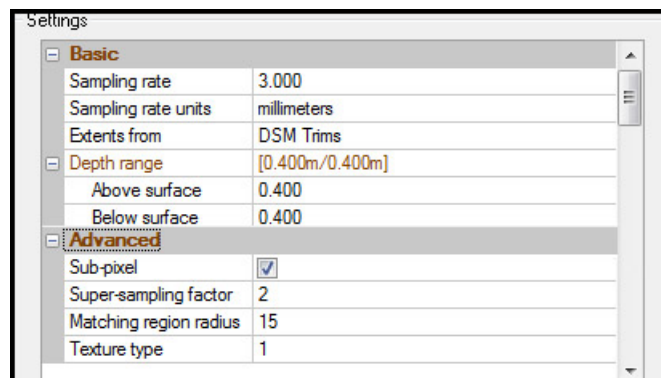 Settings
Basic
Sampling rate 3.000
Sampling rate units millimeters
Extents from DSM Trims
Depth range [0.400m/0.400m]
Above surface 0.400
Below surface 0.400
Advanced
Sub-pixel
Super-sampling factor 2
Matching region radius 15
Texture type 1